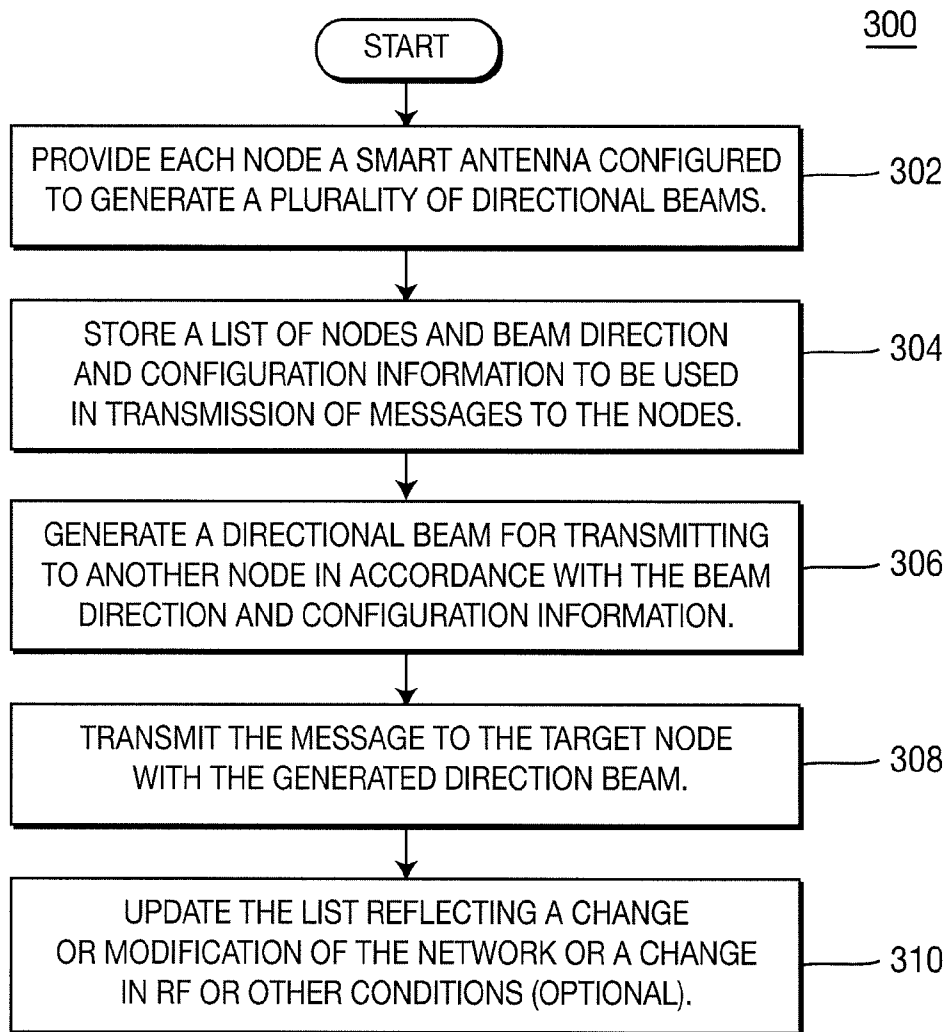 300
START
PROVIDE EACH NODE A SMART ANTENNA CONFIGURED
TO GENERATE A PLURALITY OF DIRECTIONAL BEAMS.
302
STORE A LIST OF NODES AND BEAM DIRECTION
AND CONFIGURATION INFORMATION TO BE USED
IN TRANSMISSION OF MESSAGES TO THE NODES.
304
GENERATE A DIRECTIONAL BEAM FOR TRANSMITTING
TO ANOTHER NODE IN ACCORDANCE WITH THE BEAM
DIRECTION AND CONFIGURATION INFORMATION.
306
TRANSMIT THE MESSAGE TO THE TARGET NODE
WITH THE GENERATED DIRECTION BEAM.
308
UPDATE THE LIST REFLECTING A CHANGE
OR MODIFICATION OF THE NETWORK OR A CHANGE
IN RF OR OTHER CONDITIONS (OPTIONAL).
310